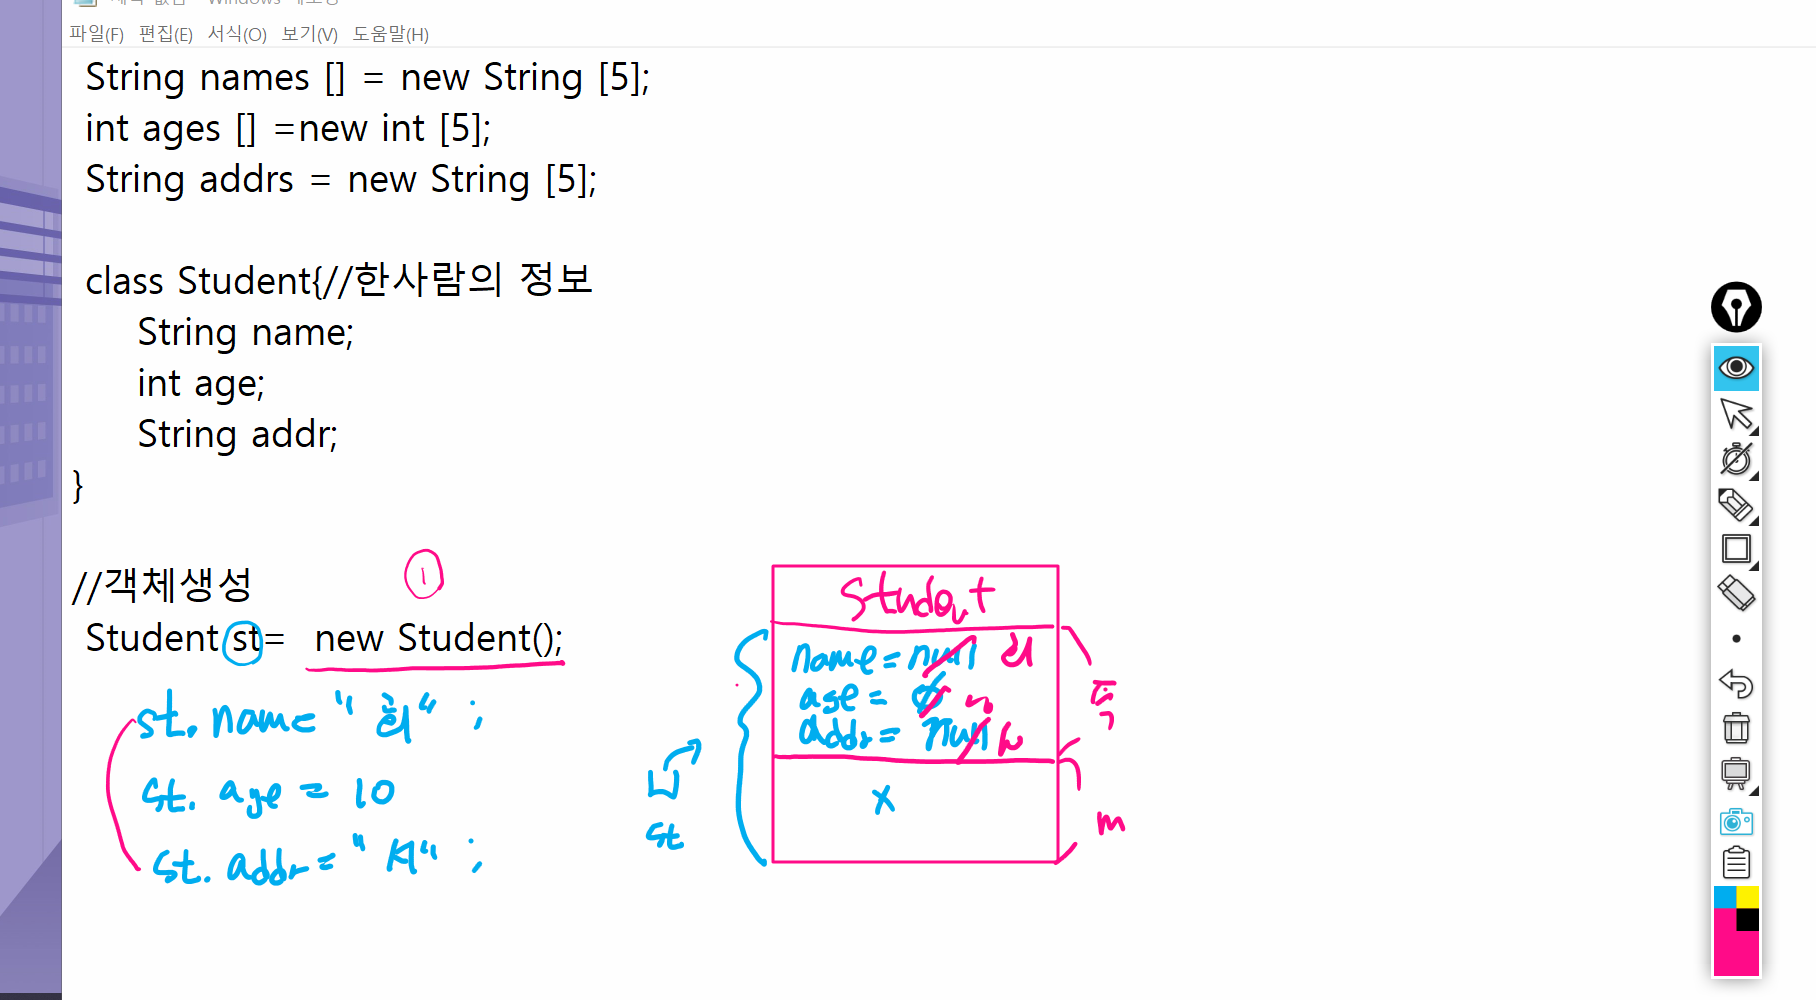 파일(F) 편집(E) 서식(O) 보기(V) 도움말(H)
String names [] = new String [5];
int ages [] =new int [5];
String addrs = new String [5];
class Student{//한사람의 정보
String name;
int age;
String addr;
}
//객체생성
1
Student st= new Student();
st. name " 희" ;
st. age = 10
st. addr = " 서" ;
st
Student
name = null 희
age = 0
addr = null
x
특
m